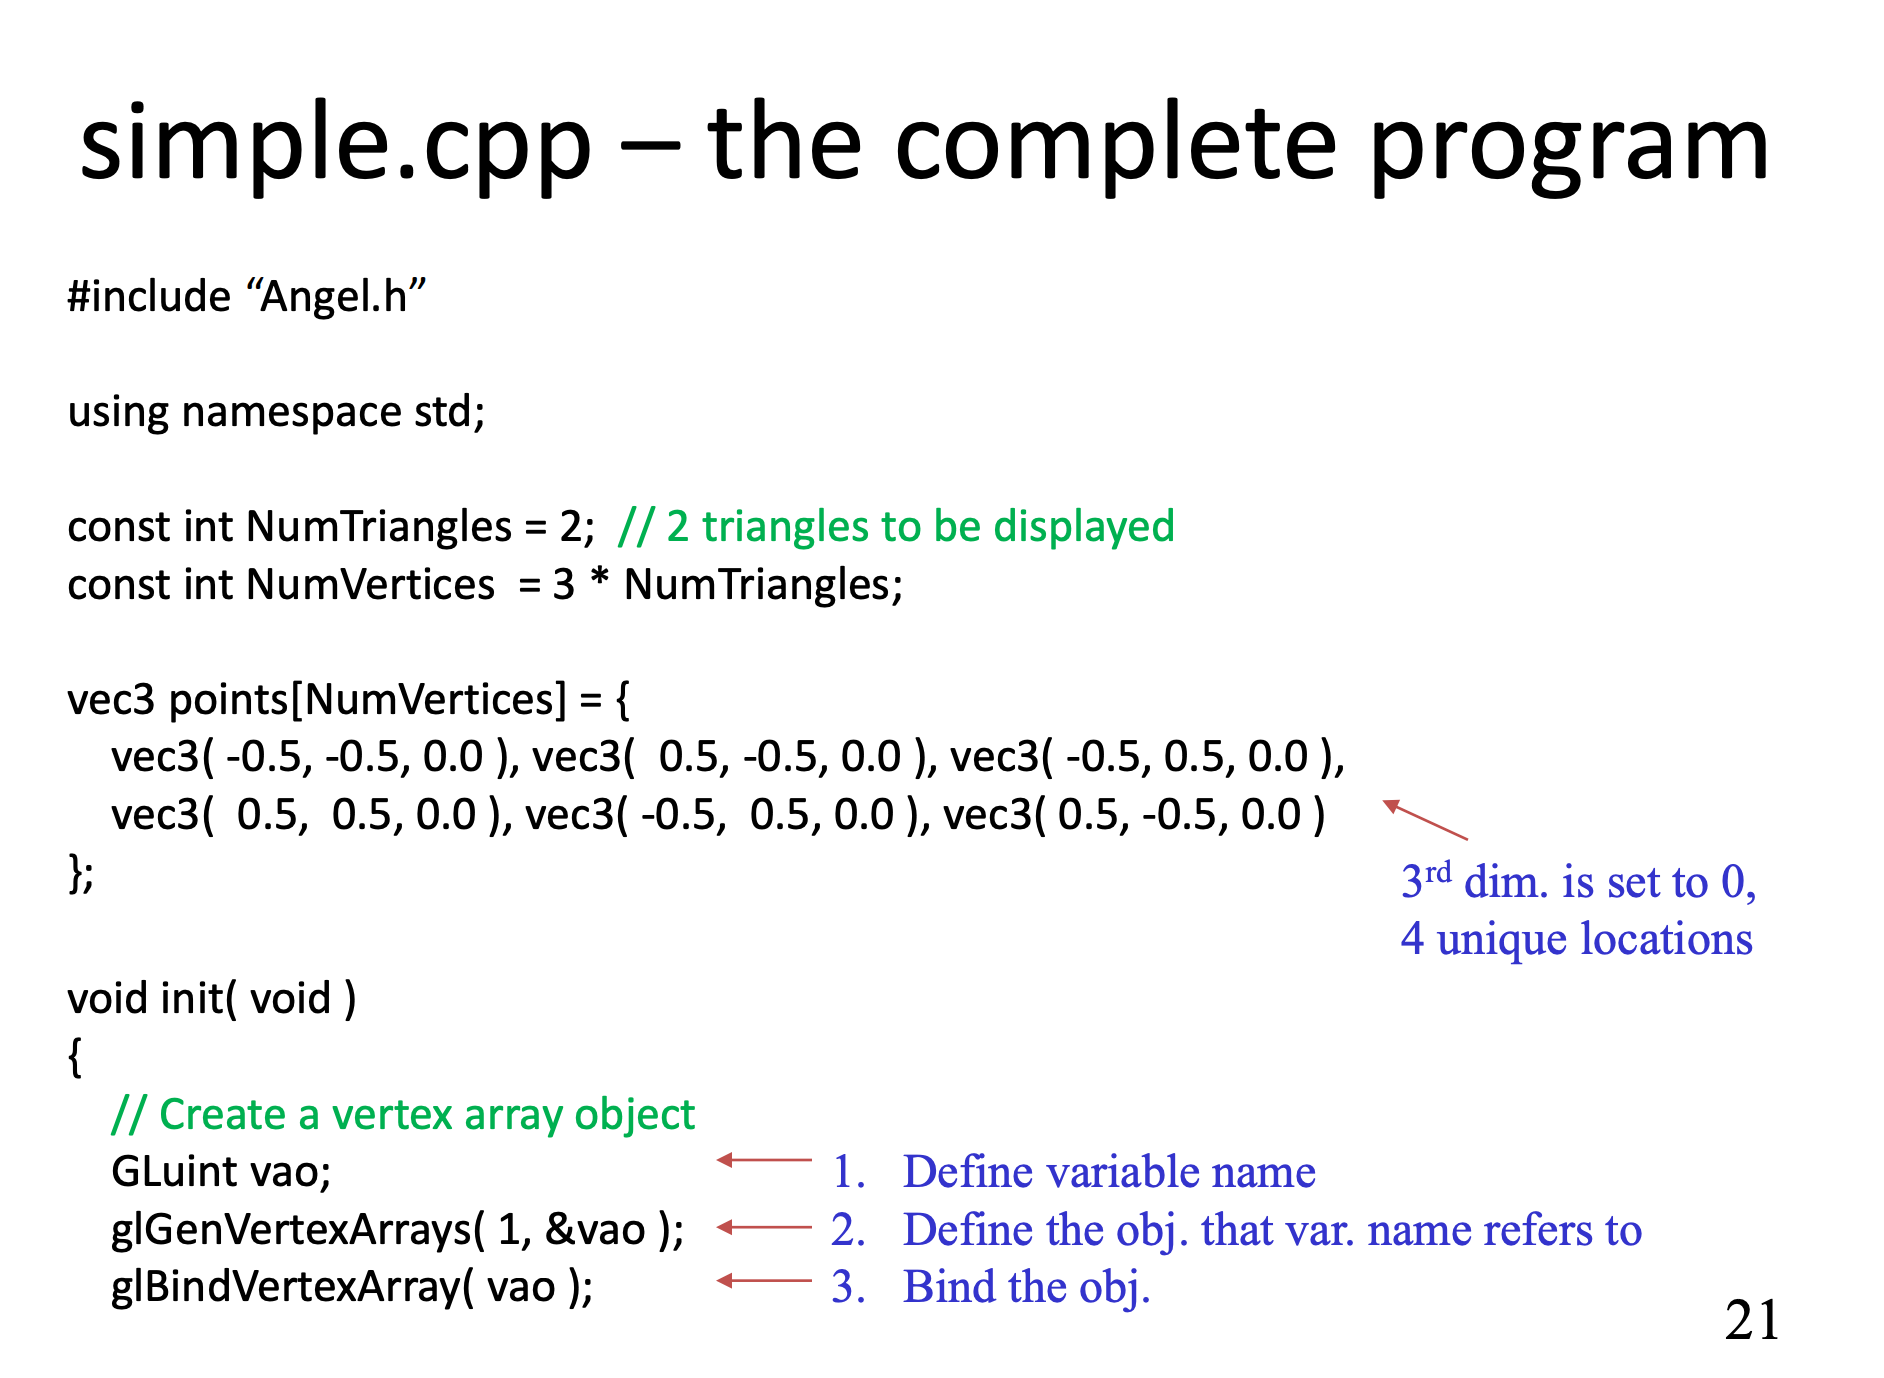 simple.cpp – the complete program
#include “Angel.h”
using namespace std;
const int NumTriangles = 2;  // 2 triangles to be displayed
const int NumVertices  = 3 * NumTriangles;
vec3 points[NumVertices] = {
vec3( -0.5, -0.5, 0.0 ), vec3(  0.5, -0.5, 0.0 ), vec3( -0.5, 0.5, 0.0 ),
vec3(  0.5,  0.5, 0.0 ), vec3( -0.5,  0.5, 0.0 ), vec3( 0.5, -0.5, 0.0 )
};
3rd dim. is set to 0,
4 unique locations
void init( void )
{
// Create a vertex array object
GLuint vao; 1. Define variable name
glGenVertexArrays( 1, &vao ); 2. Define the obj. that var. name refers to
glBindVertexArray( vao ); 3. Bind the obj.
21